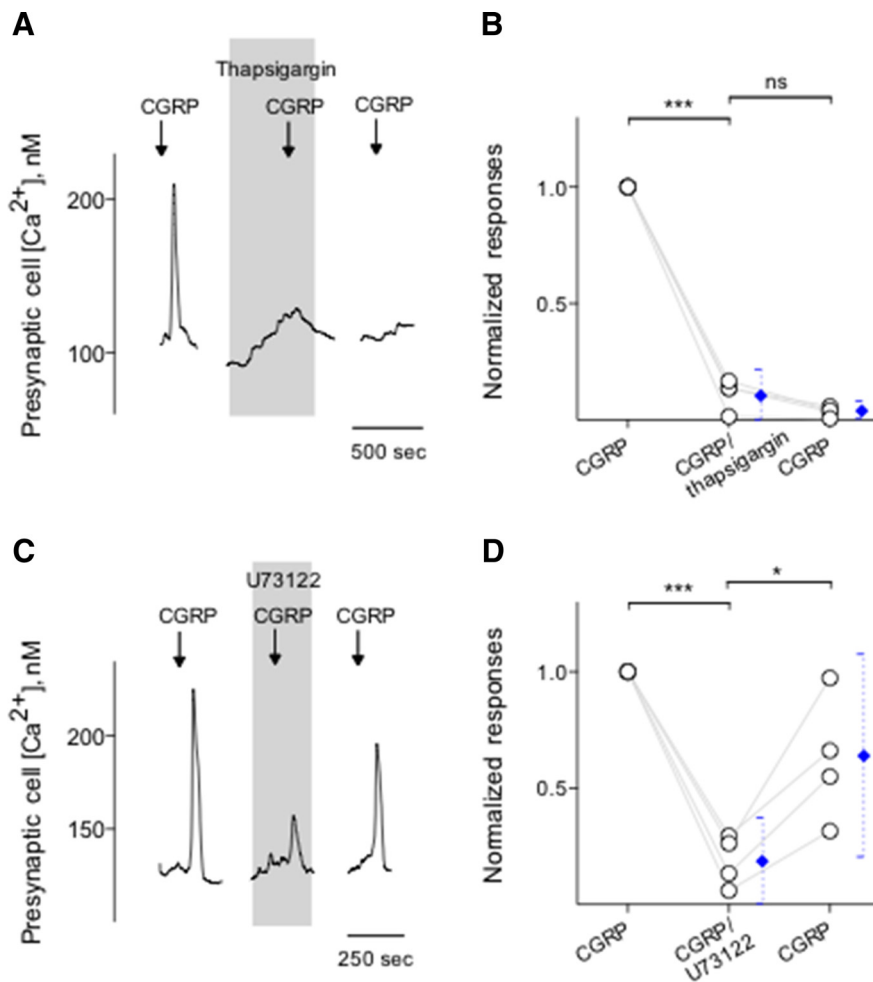 A
Thapsigargin
CGRP
CGRP
CGRP
Presynaptic cell [Ca2+], nM
200
100
500 sec
B
ns
***
Normalized responses
1.0
0.5
CGRP
CGRP/
thapsigargin
CGRP
C
U73122
CGRP
CGRP
CGRP
Presynaptic cell [Ca2+], nM
200
150
250 sec
D
*
***
Normalized responses
1.0
0.5
CGRP
CGRP/
U73122
CGRP